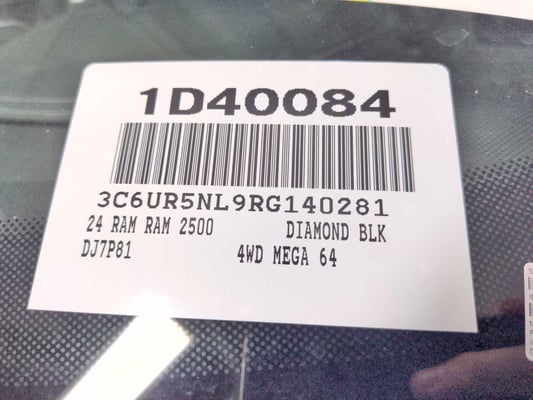 1D40084
3C6UR5NL9RG140281
24 RAM RAM 2500 DIAMOND BLK
DJ7P81 4WD MEGA 64